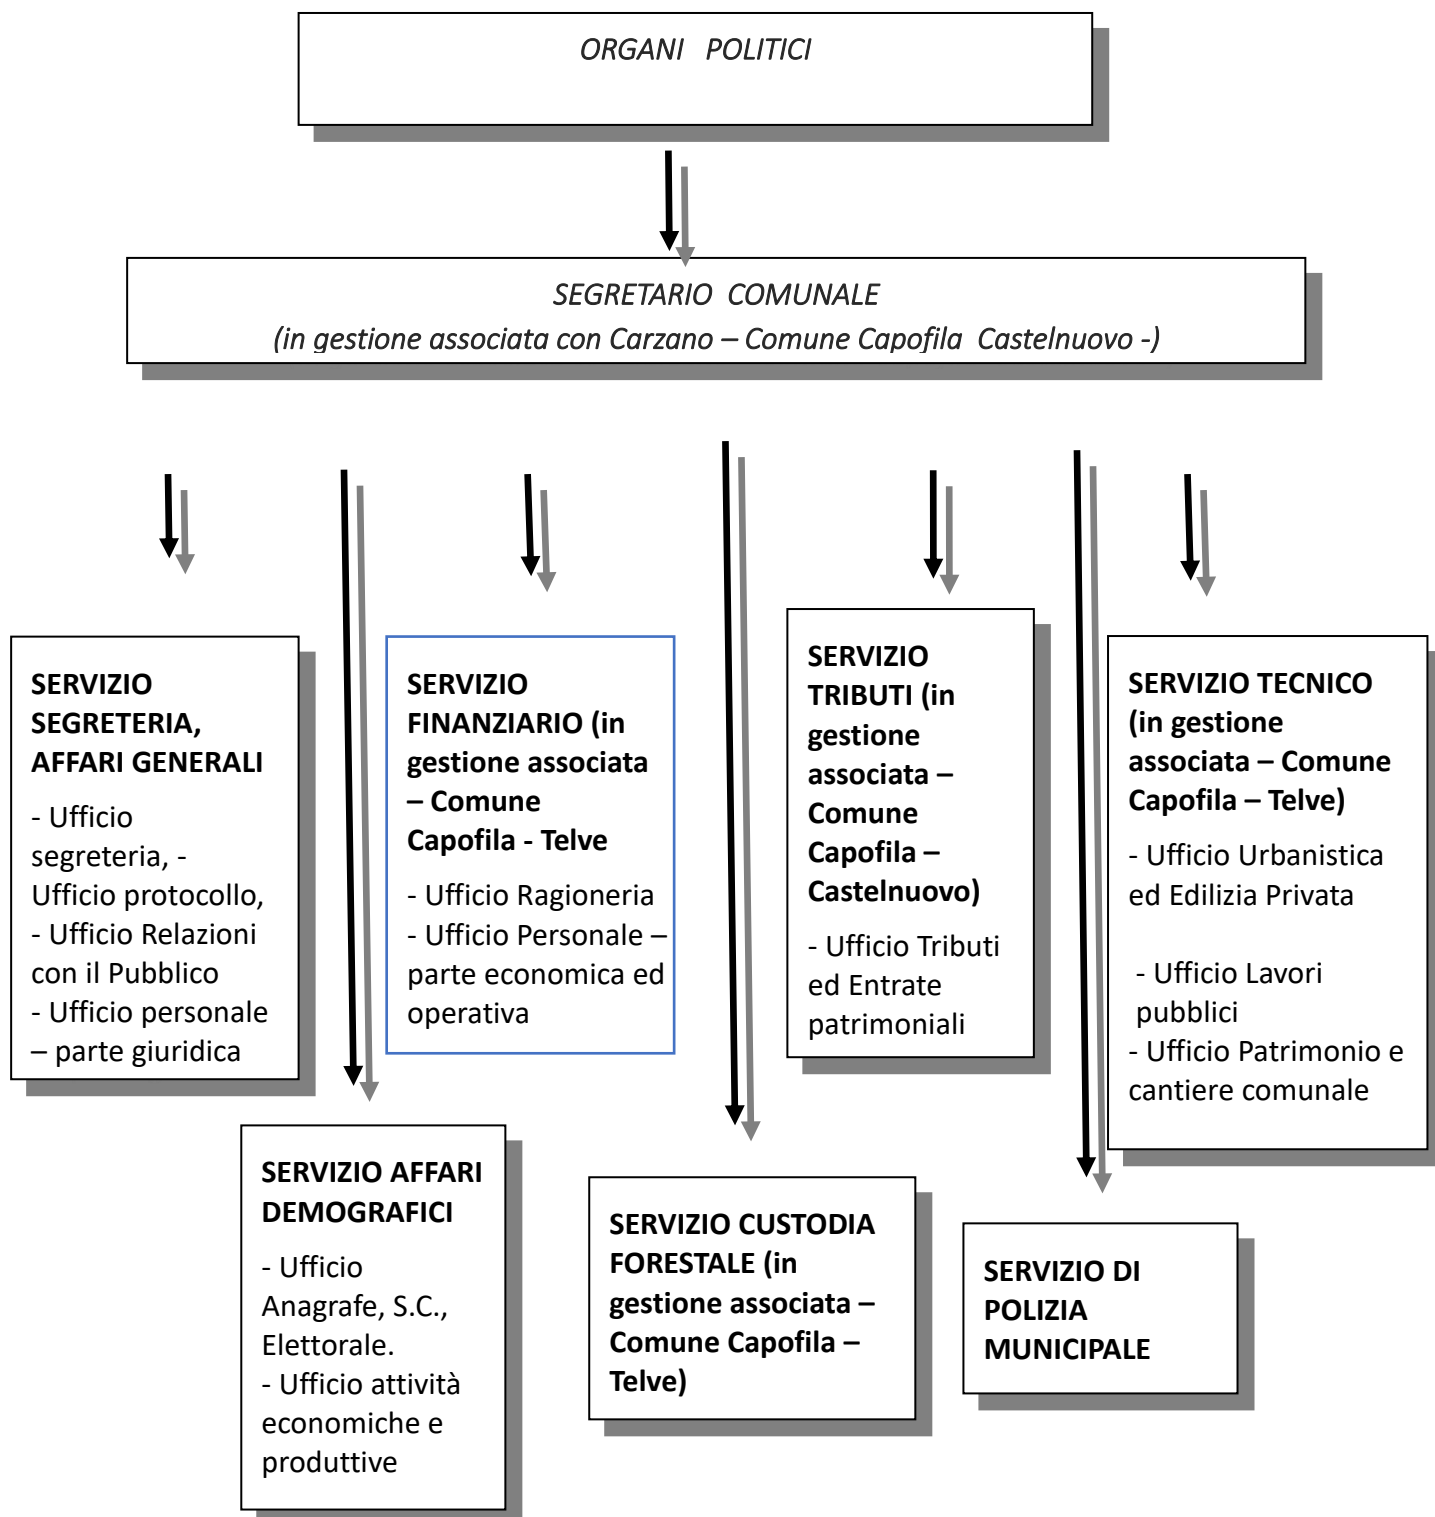 ORGANI POLITICI
SEGRETARIO COMUNALE
(in gestione associata con Carzano – Comune Capofila Castelnuovo -)
SERVIZIO
SEGRETERIA,
AFFARI GENERALI
- Ufficio
segreteria, -
Ufficio protocollo,
- Ufficio Relazioni
con il Pubblico
- Ufficio personale
– parte giuridica
SERVIZIO
FINANZIARIO (in
gestione associata
– Comune
Capofila - Telve
- Ufficio Ragioneria
- Ufficio Personale –
parte economica ed
operativa
SERVIZIO
TRIBUTI (in
gestione
associata –
Comune
Capofila –
Castelnuovo)
- Ufficio Tributi
ed Entrate
patrimoniali
SERVIZIO TECNICO
(in gestione
associata – Comune
Capofila – Telve)
- Ufficio Urbanistica
ed Edilizia Privata
- Ufficio Lavori
pubblici
- Ufficio Patrimonio e
cantiere comunale
SERVIZIO AFFARI
DEMOGRAFICI
- Ufficio
Anagrafe, S.C.,
Elettorale.
- Ufficio attività
economiche e
produttive
SERVIZIO CUSTODIA
FORESTALE (in
gestione associata –
Comune Capofila –
Telve)
SERVIZIO DI
POLIZIA
MUNICIPALE